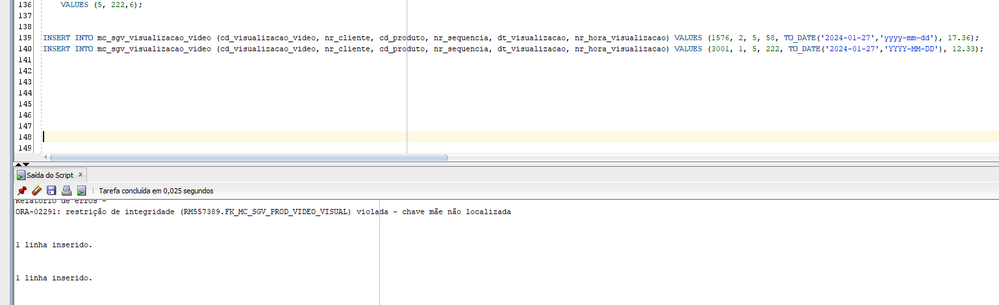 136 VALUES (5, 222,6);
137
138
139 INSERT INTO mc_sgv_visualizacao_video (cd_visualizacao_video, nr_cliente, cd_produto, nr_sequencia, dt_visualizacao, nr_hora_visualizacao) VALUES (1576, 2, 5, 58, TO_DATE('2024-01-27','yyyy-mm-dd'), 17.36);
140 INSERT INTO mc_sgv_visualizacao_video (cd_visualizacao_video, nr_cliente, cd_produto, nr_sequencia, dt_visualizacao, nr_hora_visualizacao) VALUES (3001, 1, 5, 222, TO_DATE('2024-01-27','YYYY-MM-DD'), 12.33);
141
142
143
144
145
146
147
148
149
Saída do Script x
Tarefa concluída em 0,025 segundos
Relatório de erros -
ORA-02291: restrição de integridade (RM557389.FK_MC_SGV_PROD_VIDEO_VISUAL) violada - chave mãe não localizada
1 linha inserido.
1 linha inserido.